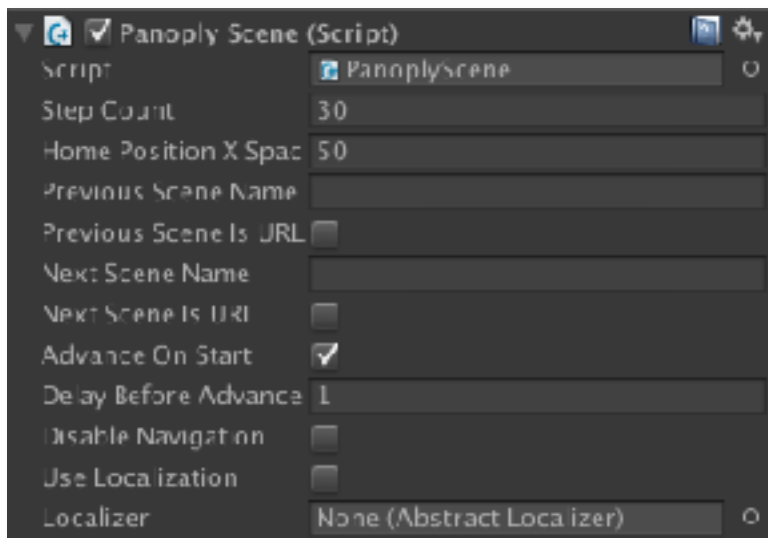 Panoply Scene (Script)
Script PanoplyScene
Step Count 30
Home Position X Spac 50
Previous Scene Name
Previous Scene Is URL
Next Scene Name
Next Scene Is URL
Advance On Start
Delay Before Advance 1
Disable Navigation
Use Localization
Localizer None (Abstract Localizer)